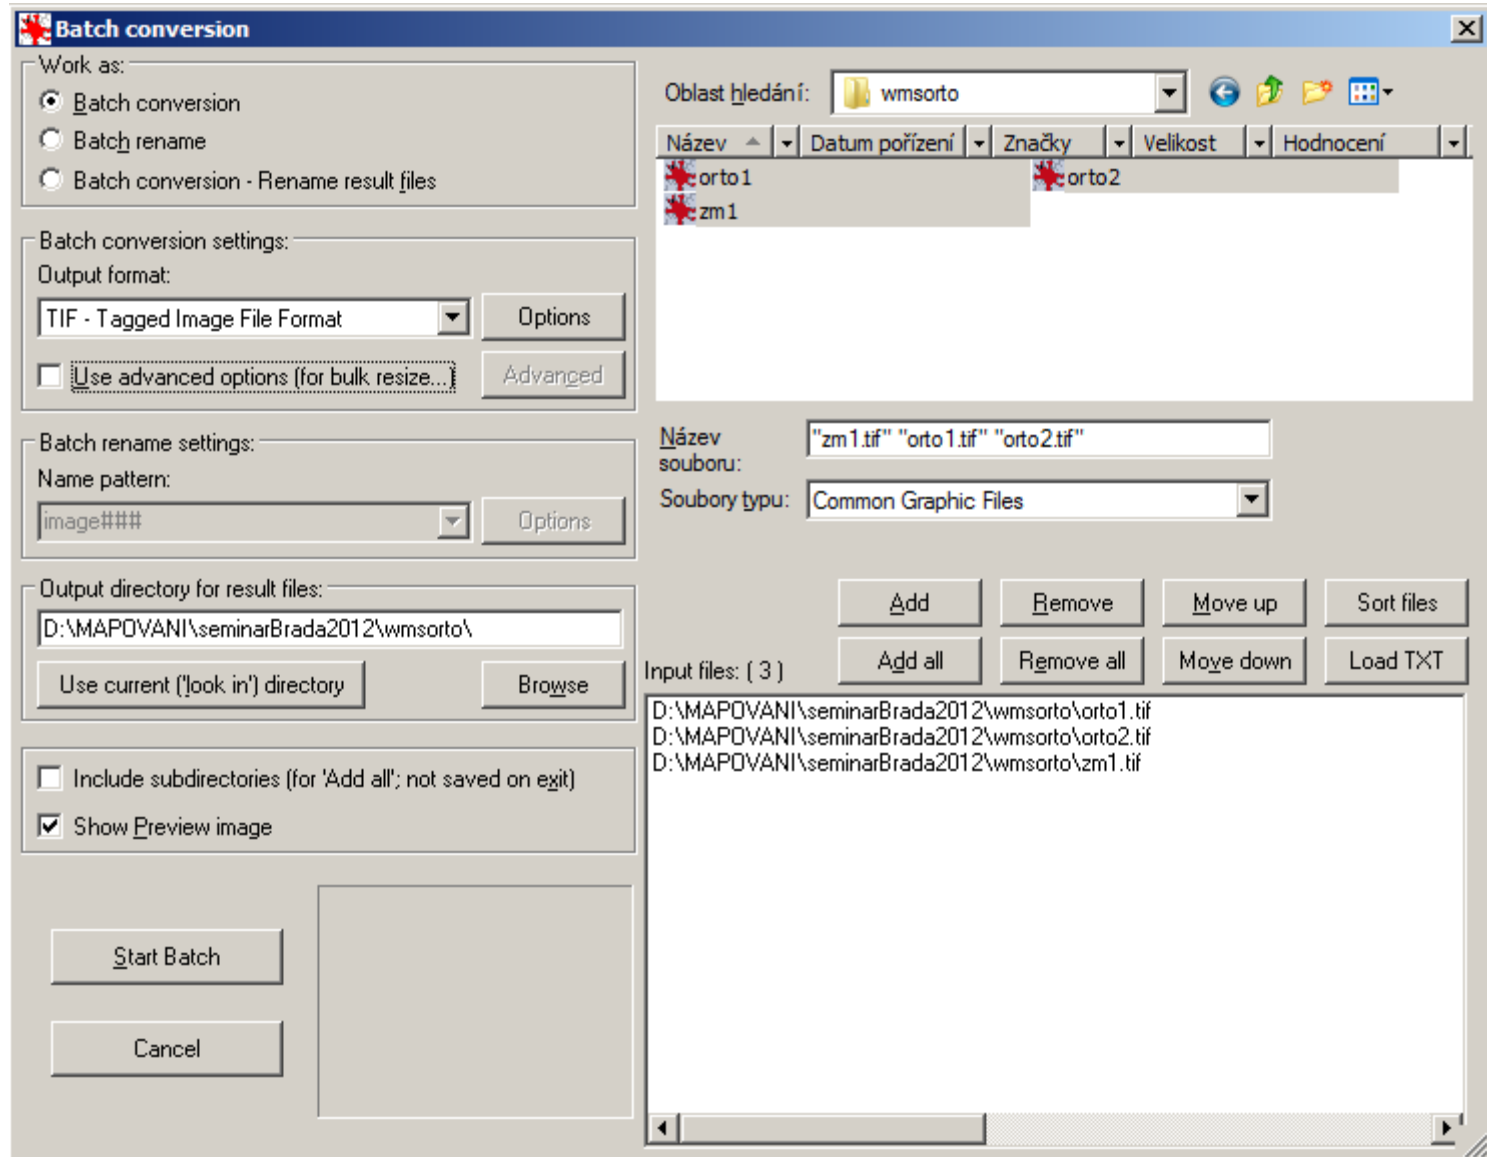 Batch conversion
Work as:
Batch conversion
Batch rename
Batch conversion - Rename result files
Batch conversion settings:
Output format:
TIF - Tagged Image File Format
Options
Use advanced options (for bulk resize...)
Advanced
Batch rename settings:
Name pattern:
image###
Options
Output directory for result files:
D:\MAPOVANI\seminarBrada2012\wmsorto\
Use current ('look in') directory
Browse
Include subdirectories (for 'Add all'; not saved on exit)
Show Preview image
Start Batch
Cancel
Oblast hledání:
wmsorto
Název
Datum pořízení
Značky
Velikost
Hodnocení
orto1
orto2
zm1
Název
souboru:
"zm1.tif" "orto1.tif" "orto2.tif"
Soubory typu:
Common Graphic Files
Add
Remove
Move up
Sort files
Input files: ( 3 )
Add all
Remove all
Move down
Load TXT
D:\MAPOVANI\seminarBrada2012\wmsorto\orto1.tif
D:\MAPOVANI\seminarBrada2012\wmsorto\orto2.tif
D:\MAPOVANI\seminarBrada2012\wmsorto\zm1.tif